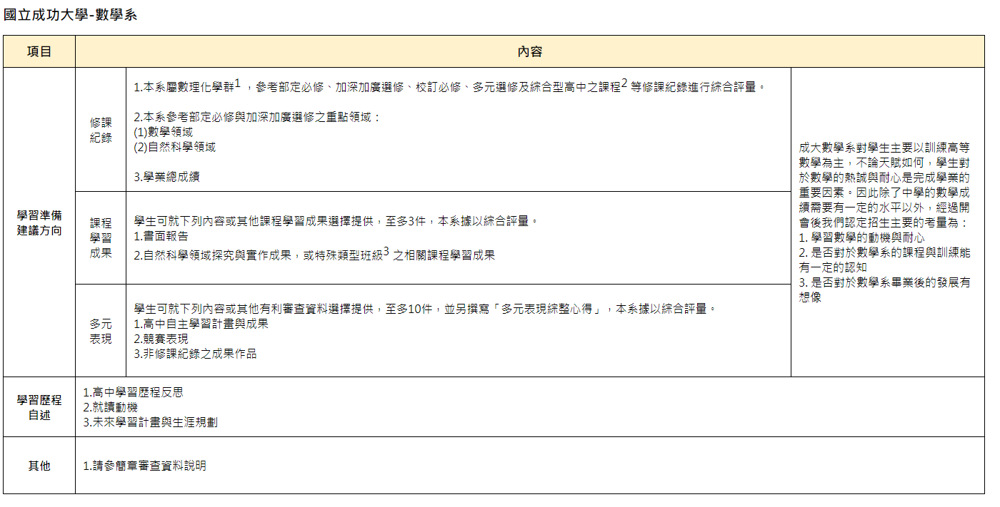 國立成功大學-數學系
項目
內容
學習準備
建議方向
修課
紀錄
1.本系屬數理化學群1 ，參考部定必修、加深加廣選修、校訂必修、多元選修及綜合型高中之課程2 等修課紀錄進行綜合評量。
2.本系參考部定必修與加深加廣選修之重點領域：
(1)數學領域
(2)自然科學領域
3.學業總成績
課程
學習
成果
學生可就下列內容或其他課程學習成果選擇提供，至多3件，本系據以綜合評量。
1.書面報告
2.自然科學領域探究與實作成果，或特殊類型班級3 之相關課程學習成果
多元
表現
學生可就下列內容或其他有利審查資料選擇提供，至多10件，並另撰寫「多元表現綜整心得」，本系據以綜合評量。
1.高中自主學習計畫與成果
2.競賽表現
3.非修課紀錄之成果作品
成大數學系對學生主要以訓練高等
數學為主，不論天賦如何，學生對
於數學的熱誠與耐心是完成學業的
重要因素。因此除了中學的數學成
績需要有一定的水平以外，經過開
會後我們認定招生主要的考量為：
1. 學習數學的動機與耐心
2. 是否對於數學系的課程與訓練能
有一定的認知
3. 是否對於數學系畢業後的發展有
想像
學習歷程
自述
1.高中學習歷程反思
2.就讀動機
3.未來學習計畫與生涯規劃
其他
1.請參簡章審查資料說明